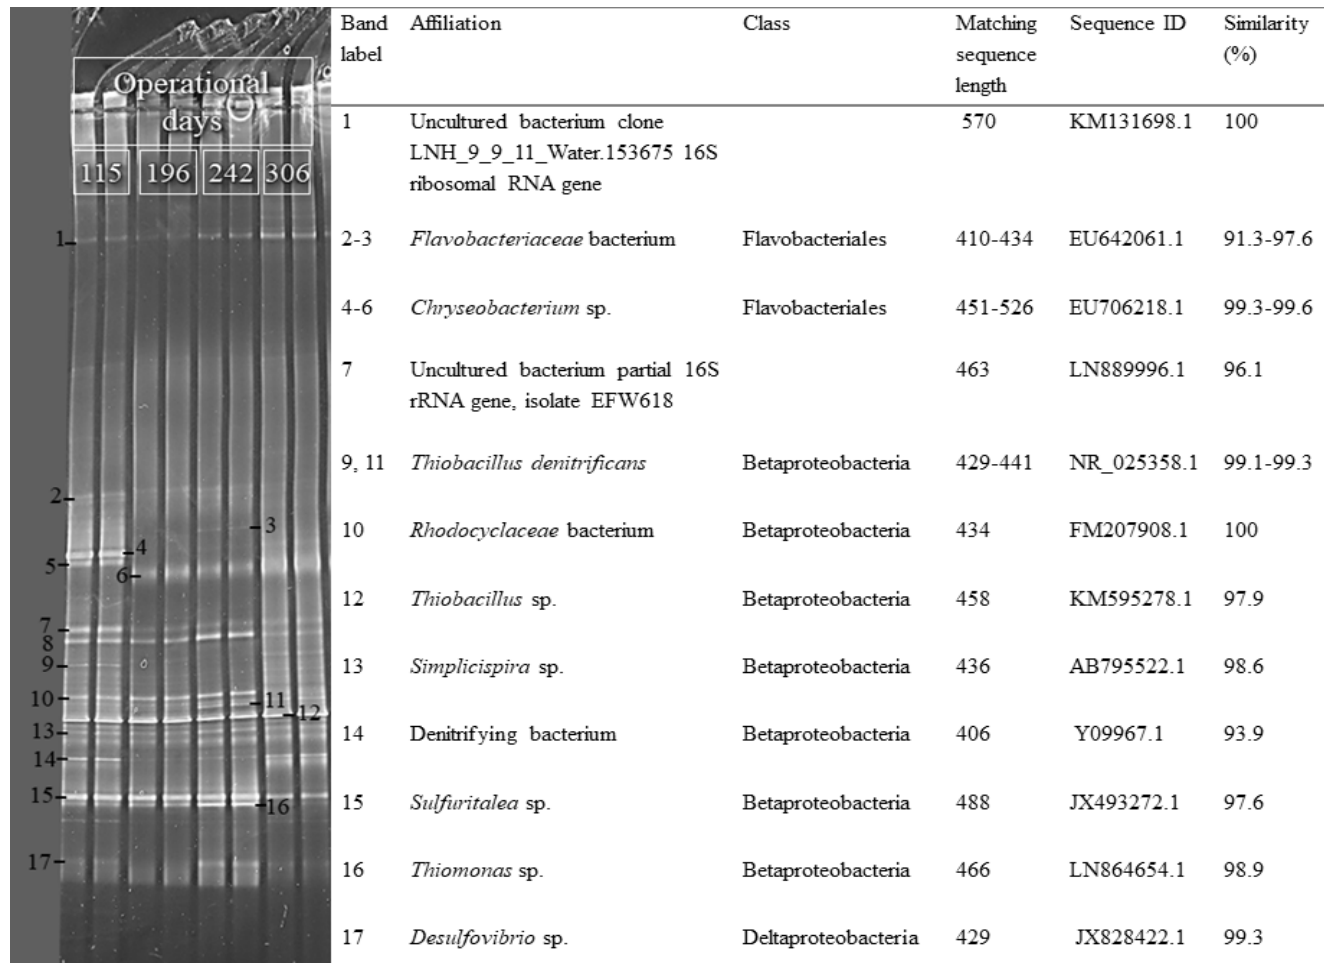 Operational
days
115 196 242 306
1
2
3
4
5
6
7
8
9
10
11
12
13
14
15
16
17
Band Affiliation Class Matching Sequence ID Similarity
label sequence (%)
length
1 Uncultured bacterium clone 570 KM131698.1 100
LNH_9_9_11_Water.153675 16S
ribosomal RNA gene
2-3 Flavobacteriaceae bacterium Flavobacteriales 410-434 EU642061.1 91.3-97.6
4-6 Chryseobacterium sp. Flavobacteriales 451-526 EU706218.1 99.3-99.6
7 Uncultured bacterium partial 16S 463 LN889996.1 96.1
rRNA gene, isolate EFW618
9, 11 Thiobacillus denitrificans Betaproteobacteria 429-441 NR_025358.1 99.1-99.3
10 Rhodocyclaceae bacterium Betaproteobacteria 434 FM207908.1 100
12 Thiobacillus sp. Betaproteobacteria 458 KM595278.1 97.9
13 Simplicispira sp. Betaproteobacteria 436 AB795522.1 98.6
14 Denitrifying bacterium Betaproteobacteria 406 Y09967.1 93.9
15 Sulfuritalea sp. Betaproteobacteria 488 JX493272.1 97.6
16 Thiomonas sp. Betaproteobacteria 466 LN864654.1 98.9
17 Desulfovibrio sp. Deltaproteobacteria 429 JX828422.1 99.3